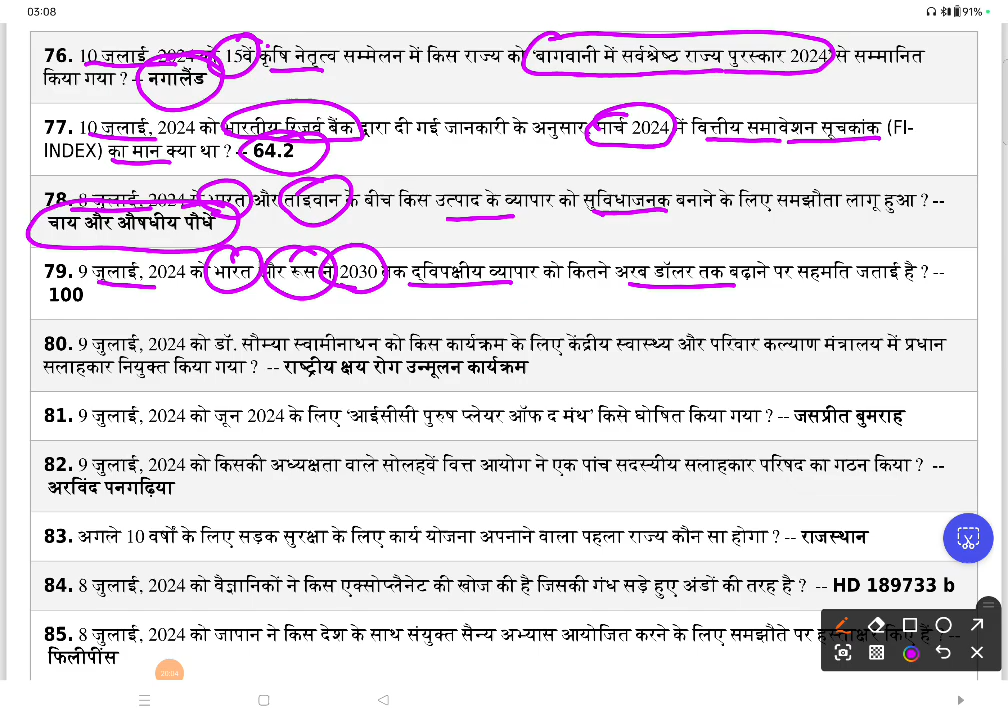 03:08
91%
76. 10 जुलाई, 2024 को 15वें कृषि नेतृत्व सम्मेलन में किस राज्य को 'बागवानी में सर्वश्रेष्ठ राज्य पुरस्कार 2024' से सम्मानित
किया गया ? -- नगालैंड
77. 10 जुलाई, 2024 को भारतीय रिजर्व बैंक द्वारा दी गई जानकारी के अनुसार, मार्च 2024 में वित्तीय समावेशन सूचकांक (FI-
INDEX) का मान क्या था ? -- 64.2
78. 8 जुलाई, 2024 को भारत और ताइवान के बीच किस उत्पाद के व्यापार को सुविधाजनक बनाने के लिए समझौता लागू हुआ ? --
चाय और औषधीय पौधे
79. 9 जुलाई, 2024 को भारत और रूस ने 2030 तक द्विपक्षीय व्यापार को कितने अरब डॉलर तक बढ़ाने पर सहमति जताई है ? --
100
80. 9 जुलाई, 2024 को डॉ. सौम्या स्वामीनाथन को किस कार्यक्रम के लिए केंद्रीय स्वास्थ्य और परिवार कल्याण मंत्रालय में प्रधान
सलाहकार नियुक्त किया गया ? -- राष्ट्रीय क्षय रोग उन्मूलन कार्यक्रम
81. 9 जुलाई, 2024 को जून 2024 के लिए 'आईसीसी पुरुष प्लेयर ऑफ द मंथ' किसे घोषित किया गया ? -- जसप्रीत बुमराह
82. 9 जुलाई, 2024 को किसकी अध्यक्षता वाले सोलहवें वित्त आयोग ने एक पांच सदस्यीय सलाहकार परिषद का गठन किया ? --
अरविंद पनगढ़िया
83. अगले 10 वर्षों के लिए सड़क सुरक्षा के लिए कार्य योजना अपनाने वाला पहला राज्य कौन सा होगा ? -- राजस्थान
84. 8 जुलाई, 2024 को वैज्ञानिकों ने किस एक्सोप्लैनेट की खोज की है जिसकी गंध सड़े हुए अंडों की तरह है ? -- HD 189733 b
85. 8 जुलाई, 2024 को जापान ने किस देश के साथ संयुक्त सैन्य अभ्यास आयोजित करने के लिए समझौते पर हस्ताक्षर किए हैं ? --
फिलीपींस
20:04